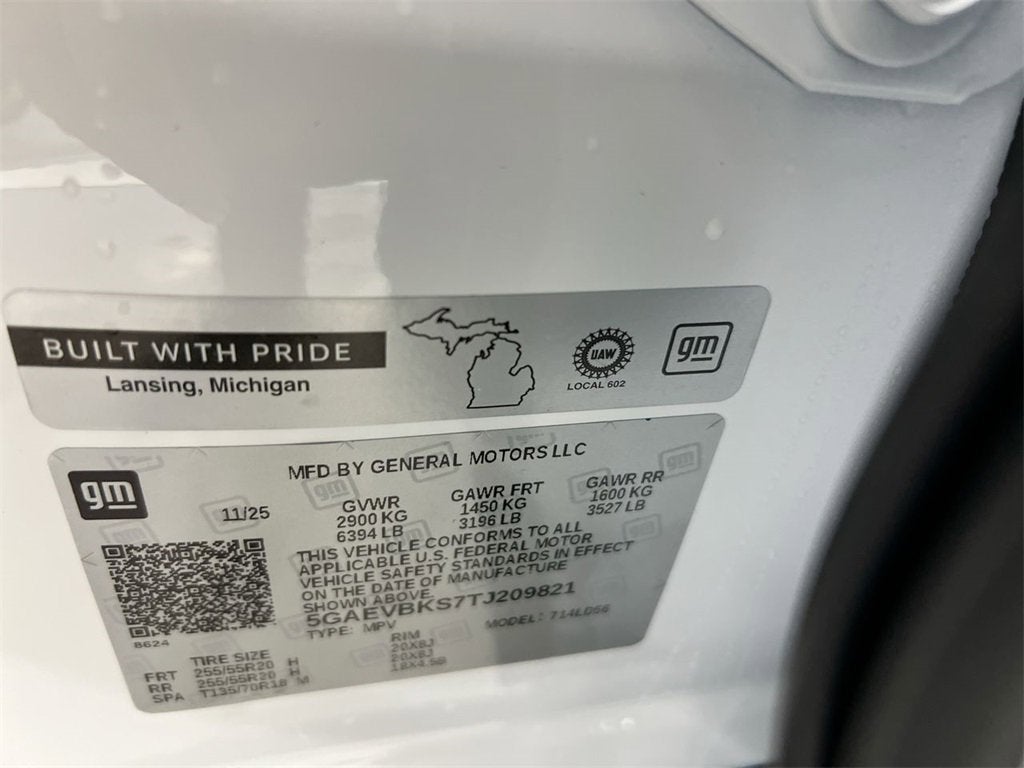 BUILT WITH PRIDE
Lansing, Michigan
UAW
LOCAL 602
gm
gm
MFD BY GENERAL MOTORS LLC
11/25
GVWR
2900 KG
6394 LB
GAWR FRT
1450 KG
3196 LB
GAWR RR
1600 KG
3527 LB
THIS VEHICLE CONFORMS TO ALL
APPLICABLE U.S. FEDERAL MOTOR
VEHICLE SAFETY STANDARDS IN EFFECT
ON THE DATE OF MANUFACTURE
SHOWN ABOVE.
5GAEVBKS7TJ209821
TYPE: MPV
MODEL: 714LD56
8624
TIRE SIZE
RIM
FRT 255/55R20 H 20X8J
RR 255/55R20 H 20X8J
SPA T135/70R18 M 18X4.5B